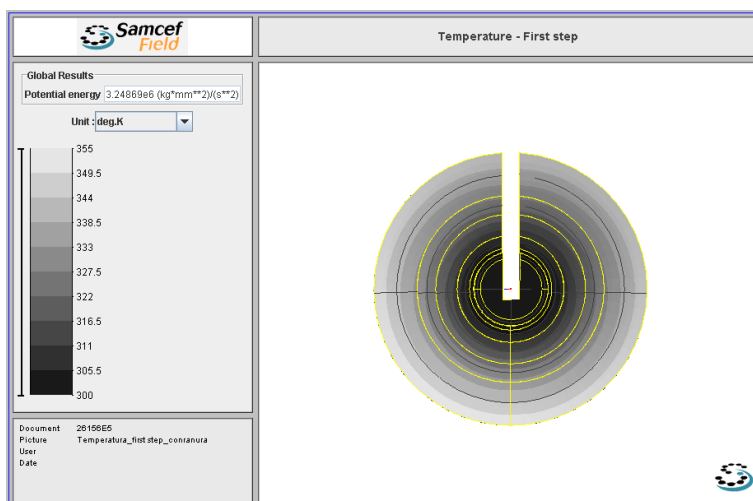 Samcef
Field
Temperature - First step
Global Results
Potential energy 3.24869e6 (kg*mm**2)/(s**2)
Unit : deg.K
355
349.5
344
338.5
333
327.5
322
316.5
311
305.5
300
Document 26156E5
Picture Temperatura_first step_conranura
User
Date